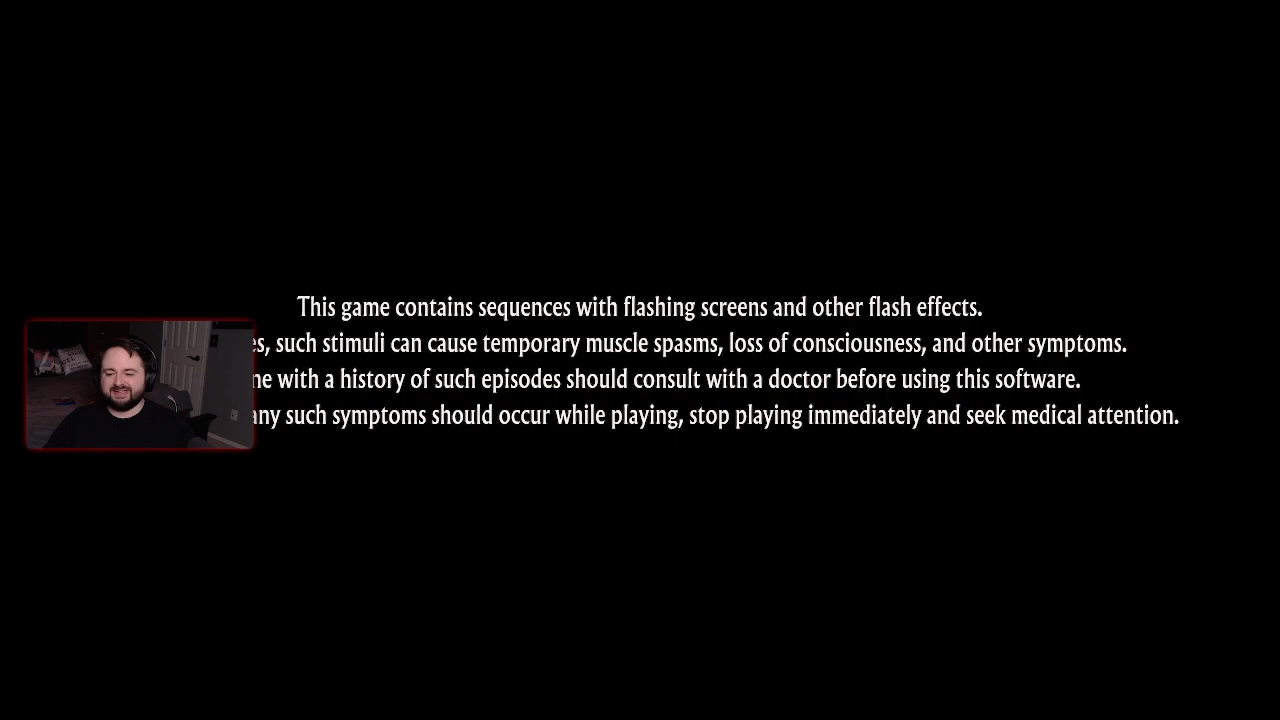 This game contains sequences with flashing screens and other flash effects.
such stimuli can cause temporary muscle spasms, loss of consciousness, and other symptoms.
with a history of such episodes should consult with a doctor before using this software.
any such symptoms should occur while playing, stop playing immediately and seek medical attention.